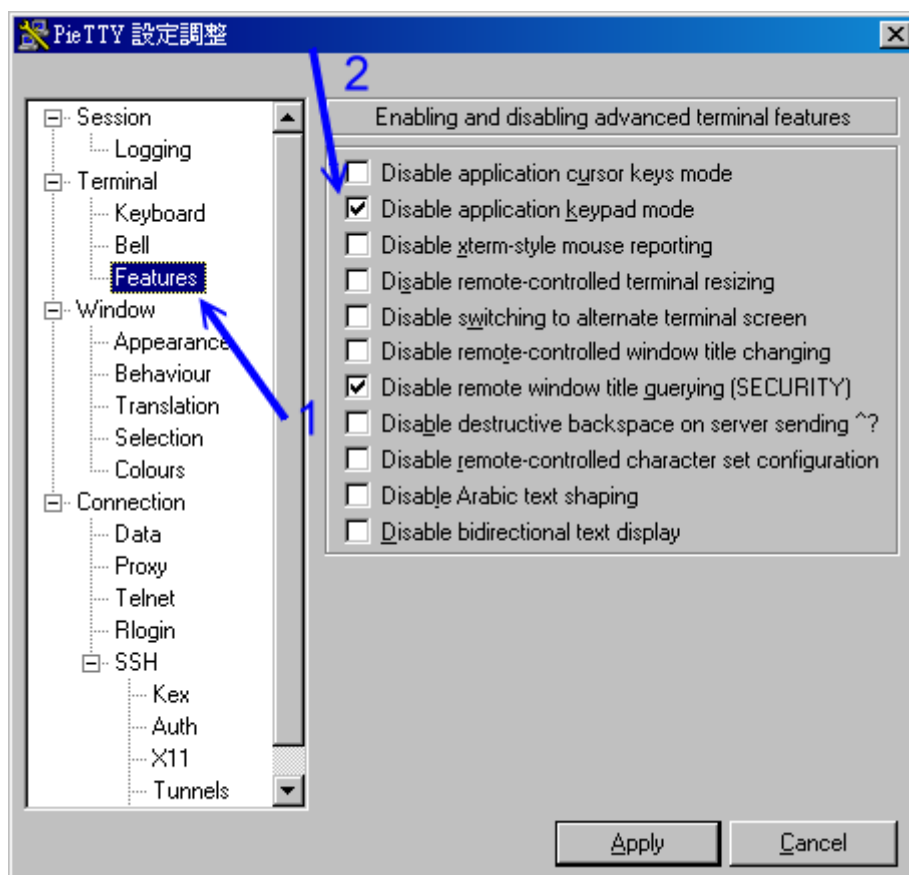 PieTTY 設定調整
2
Session
Logging
Terminal
Keyboard
Bell
Features
Window
Appearance
Behaviour
Translation
Selection
Colours
Connection
Data
Proxy
Telnet
Rlogin
SSH
Kex
Auth
X11
Tunnels
1
Enabling and disabling advanced terminal features
Disable application cursor keys mode
Disable application keypad mode
Disable xterm-style mouse reporting
Disable remote-controlled terminal resizing
Disable switching to alternate terminal screen
Disable remote-controlled window title changing
Disable remote window title querying (SECURITY)
Disable destructive backspace on server sending ^?
Disable remote-controlled character set configuration
Disable Arabic text shaping
Disable bidirectional text display
Apply
Cancel